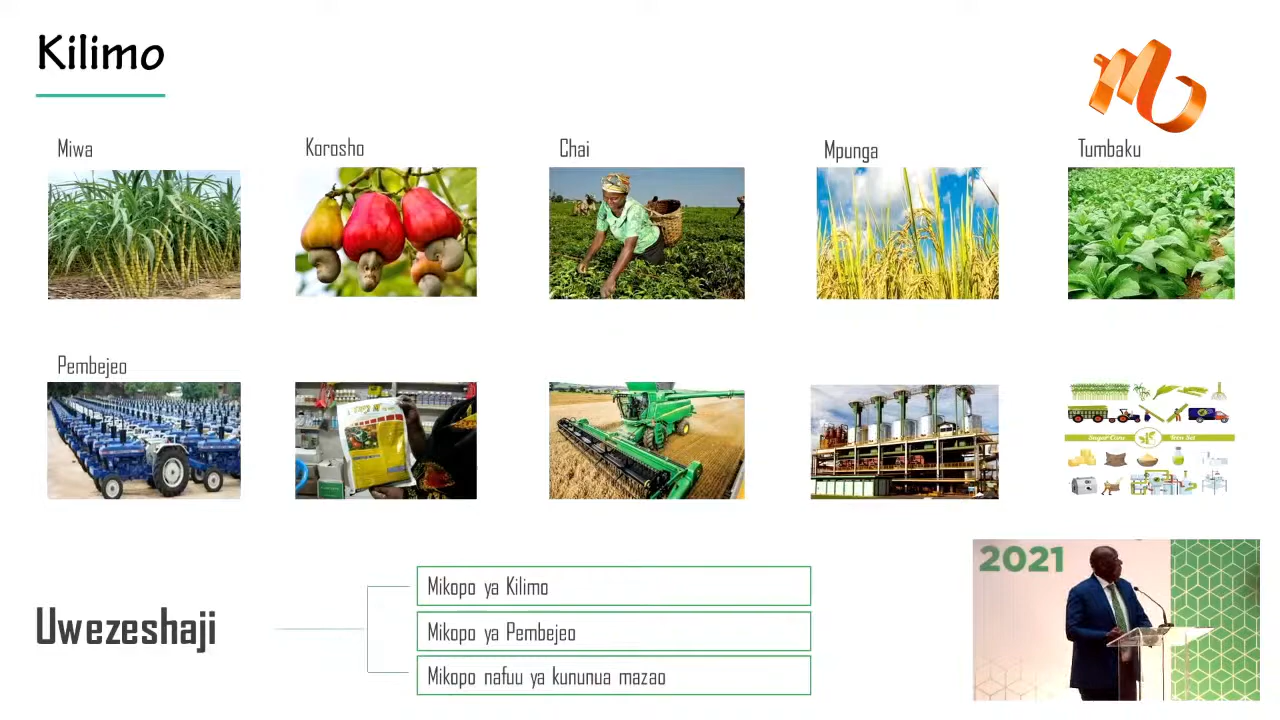 Kilimo
Miwa
Korosho
Chai
Mpunga
Tumbaku
Pembejeo
Uwezeshaji
Mikopo ya Kilimo
Mikopo ya Pembejeo
Mikopo nafuu ya kununua mazao
2021